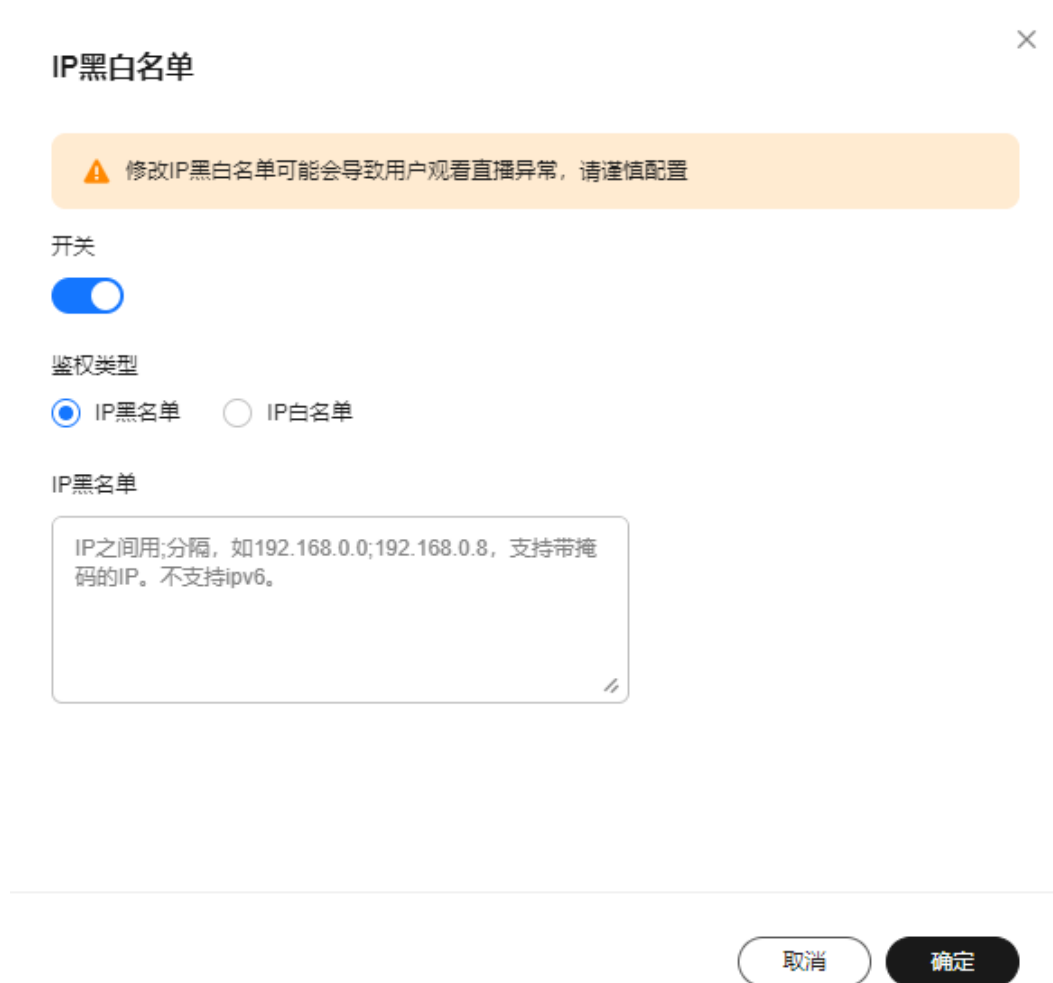 IP黑白名单
修改IP黑白名单可能会导致用户观看直播异常，请谨慎配置
开关
鉴权类型
IP黑名单 IP白名单
IP黑名单
IP之间用;分隔，如192.168.0.0;192.168.0.8，支持带掩
码的IP。不支持ipv6。
取消 确定